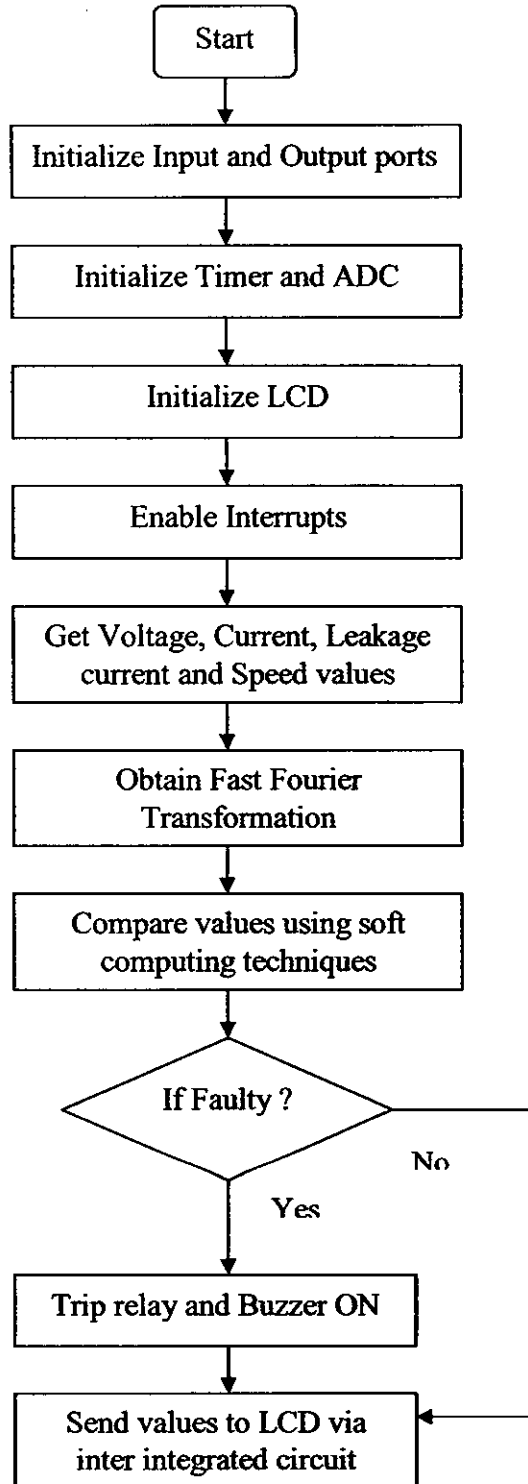 Start
Initialize Input and Output ports
Initialize Timer and ADC
Initialize LCD
Enable Interrupts
Get Voltage, Current, Leakage
current and Speed values
Obtain Fast Fourier
Transformation
Compare values using soft
computing techniques
If Faulty ?
No
Yes
Trip relay and Buzzer ON
Send values to LCD via
inter integrated circuit